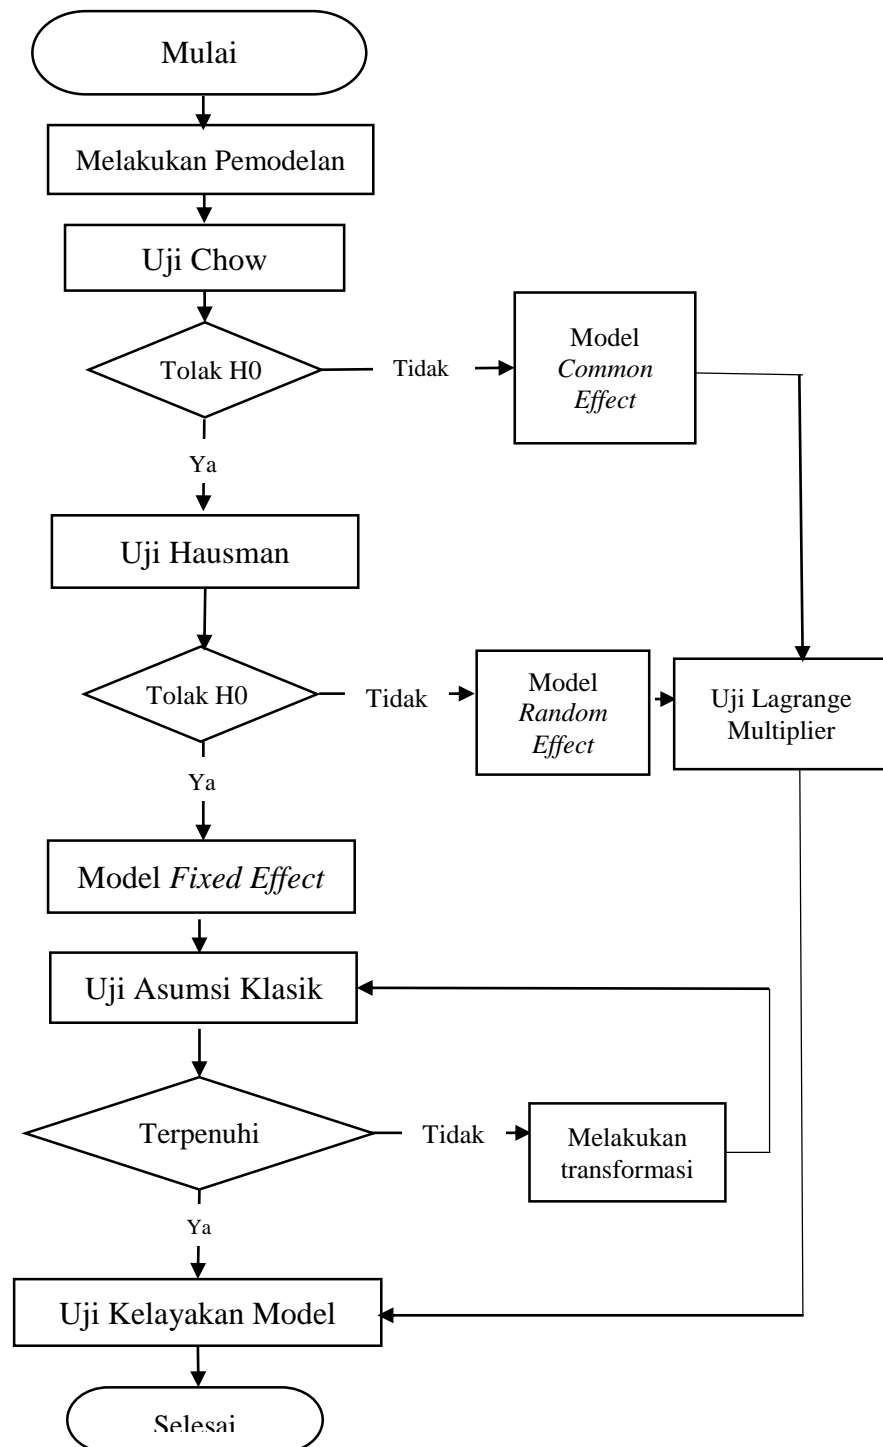 Mulai
Melakukan Pemodelan
Uji Chow
Tolak H0
Tidak
Model
Common
Effect
Ya
Uji Hausman
Tolak H0
Tidak
Model
Random
Effect
Uji Lagrange
Multiplier
Ya
Model Fixed Effect
Uji Asumsi Klasik
Terpenuhi
Tidak
Melakukan
transformasi
Ya
Uji Kelayakan Model
Selesai